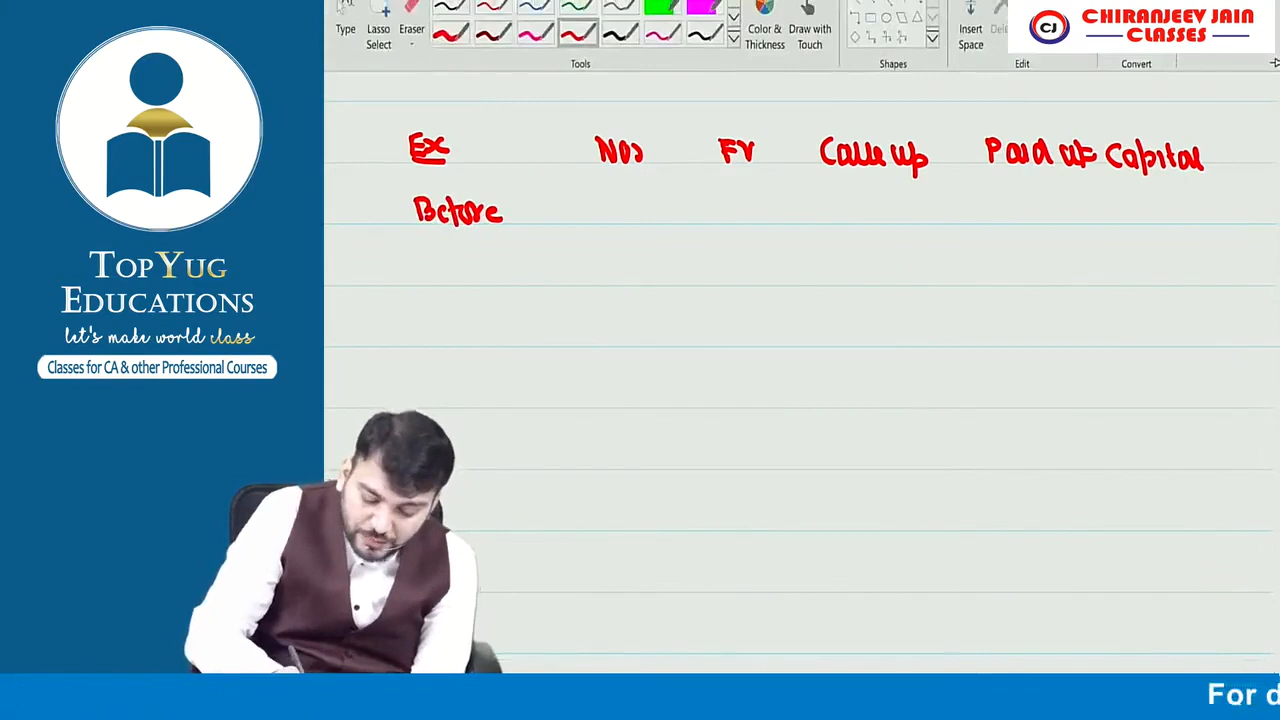 Type
Lasso
Select
Eraser
Color &
Thickness
Draw with
Touch
Insert
Space
Tools
Shapes
Edit
Convert
CJ
CHIRANJEEV JAIN
CLASSES
Ex Nos FV Called up Paid up Capital
Before
TOPYUG
EDUCATIONS
let's make world class
Classes for CA & other Professional Courses
For d